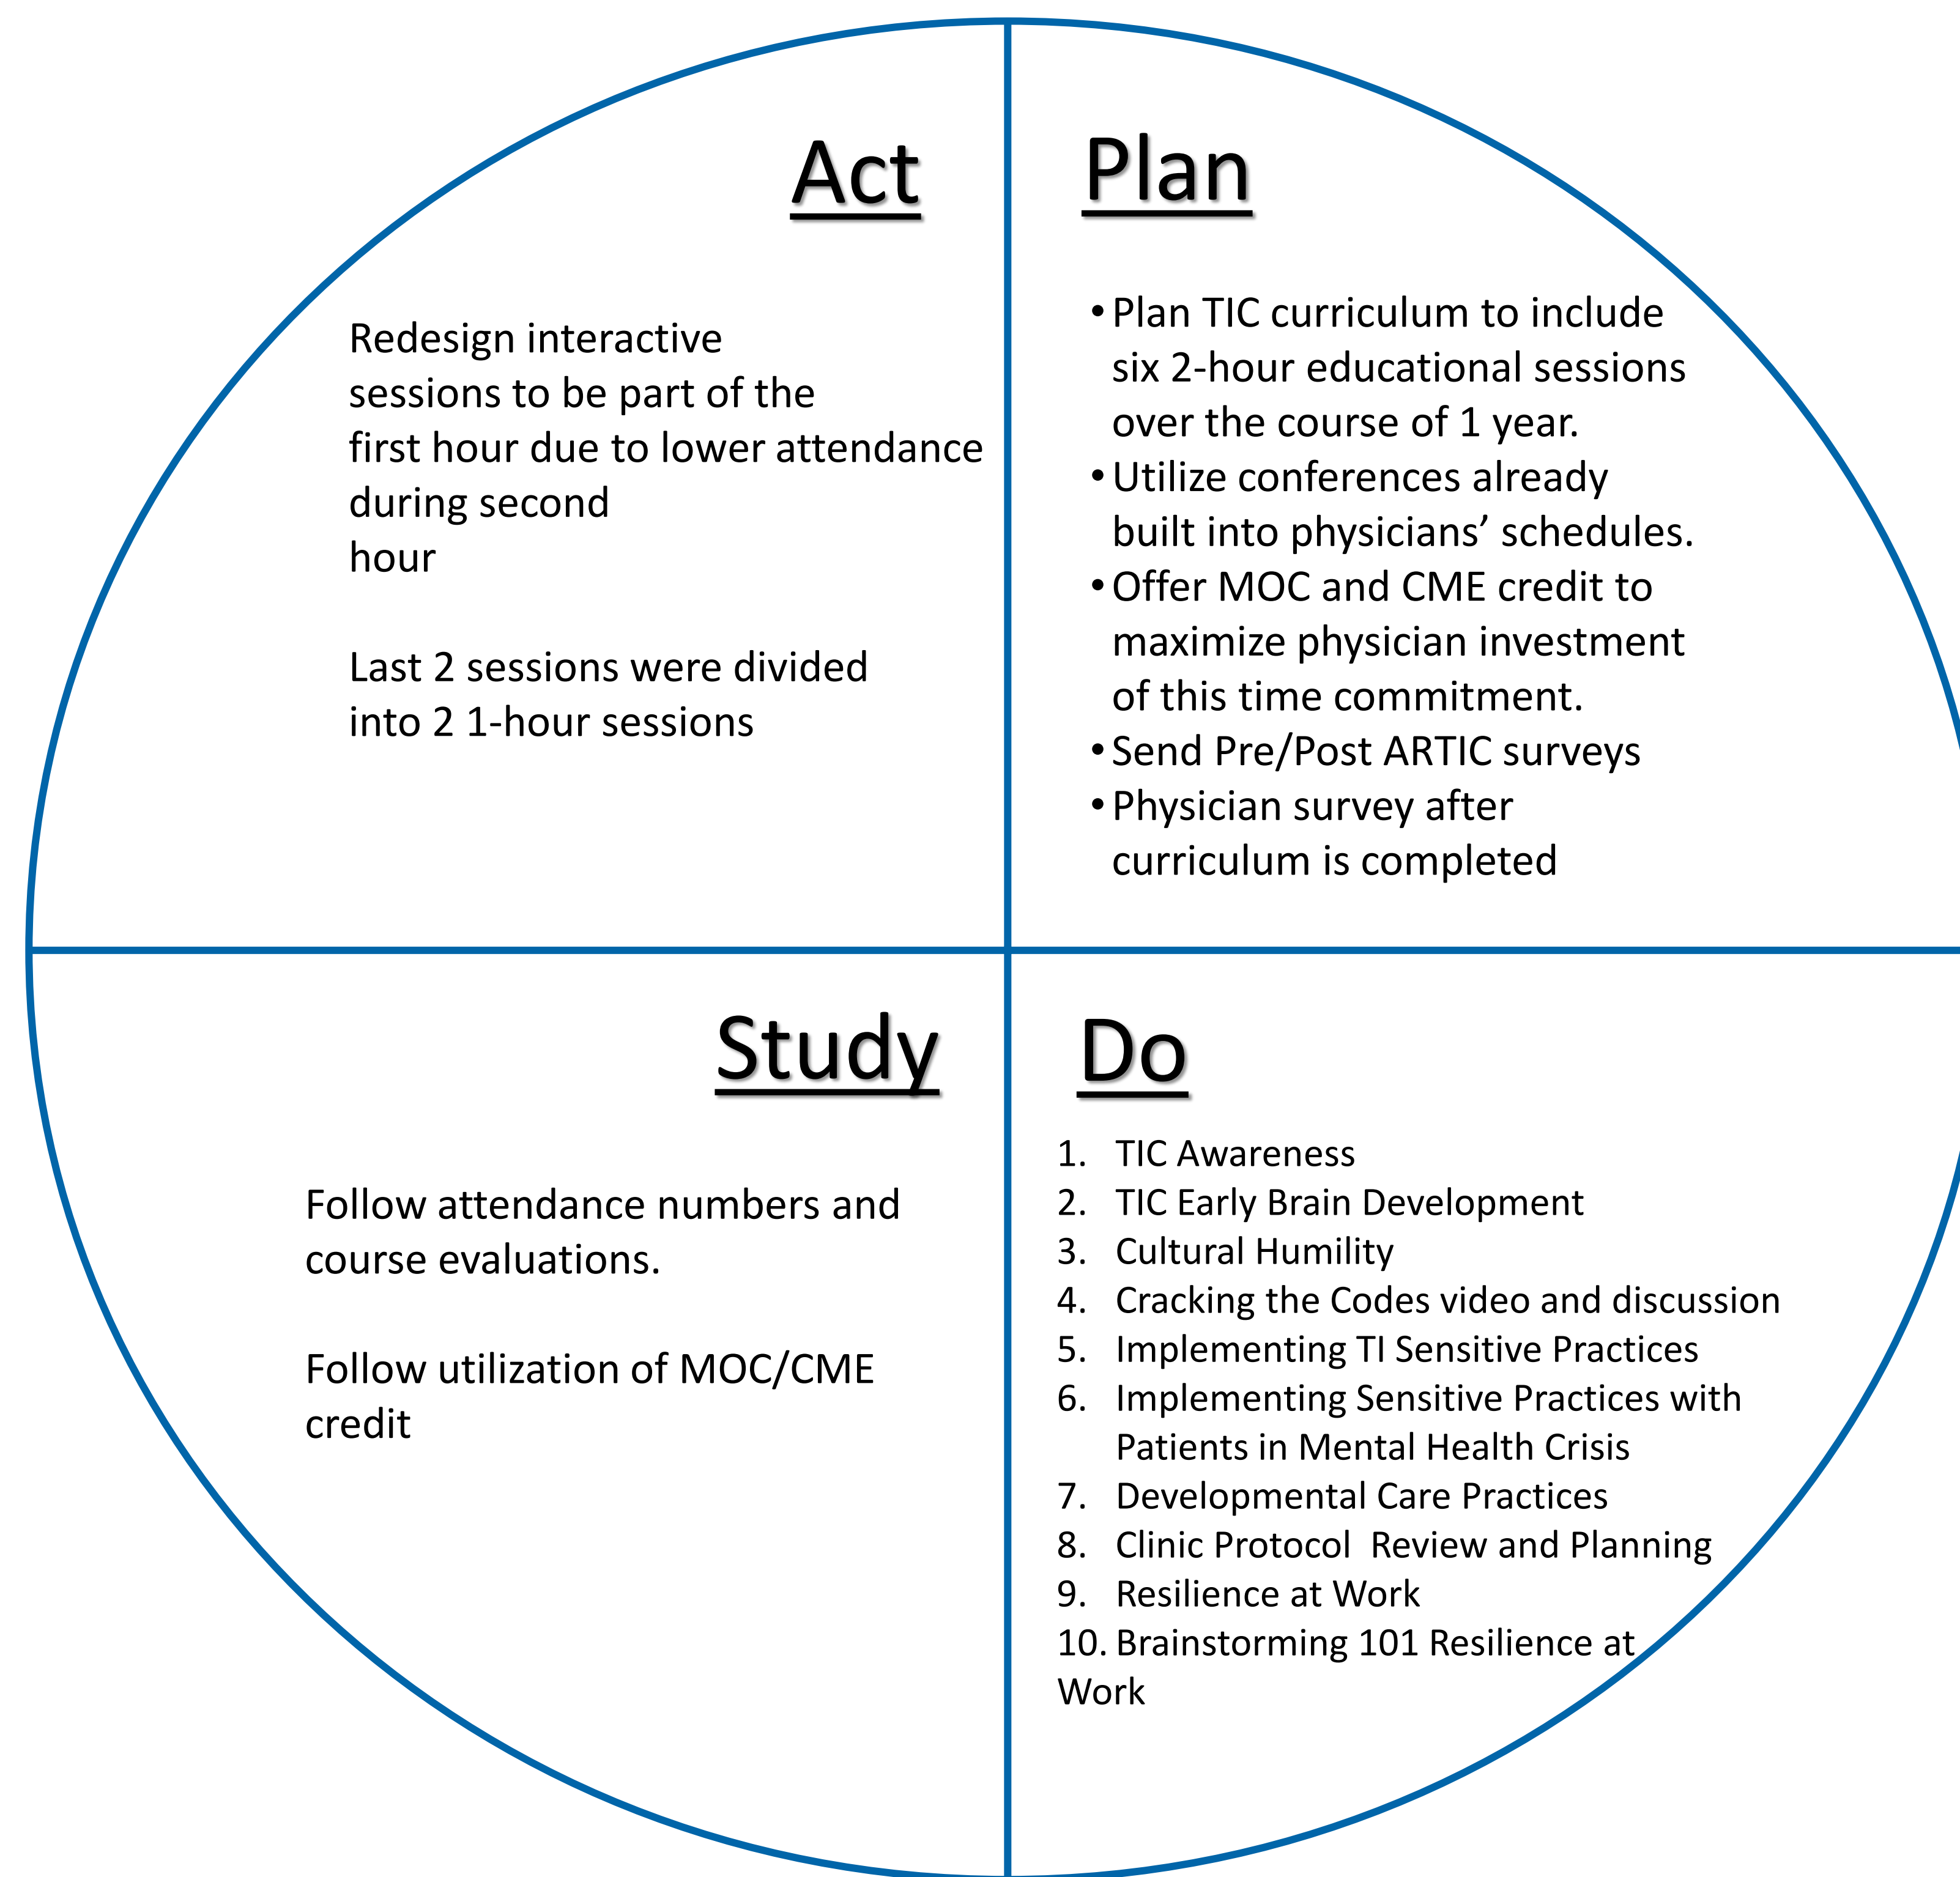 Act
Redesign interactive
sessions to be part of the
first hour due to lower attendance
during second
hour
Last 2 sessions were divided
into 2 1-hour sessions
Plan
•Plan TIC curriculum to include
six 2-hour educational sessions
over the course of 1 year.
•Utilize conferences already
built into physicians’ schedules.
•Offer MOC and CME credit to
maximize physician investment
of this time commitment.
•Send Pre/Post ARTIC surveys
•Physician survey after
curriculum is completed
Study
Follow attendance numbers and
course evaluations.
Follow utilization of MOC/CME
credit
Do
1. TIC Awareness
2. TIC Early Brain Development
3. Cultural Humility
4. Cracking the Codes video and discussion
5. Implementing TI Sensitive Practices
6. Implementing Sensitive Practices with
Patients in Mental Health Crisis
7. Developmental Care Practices
8. Clinic Protocol  Review and Planning
9. Resilience at Work
10. Brainstorming 101 Resilience at
Work